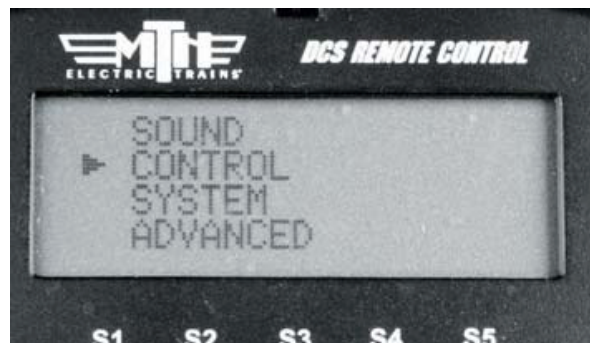 MTH
ELECTRIC TRAINS
DCS REMOTE CONTROL
SOUND
CONTROL
SYSTEM
ADVANCED
S1 S2 S3 S4 S5